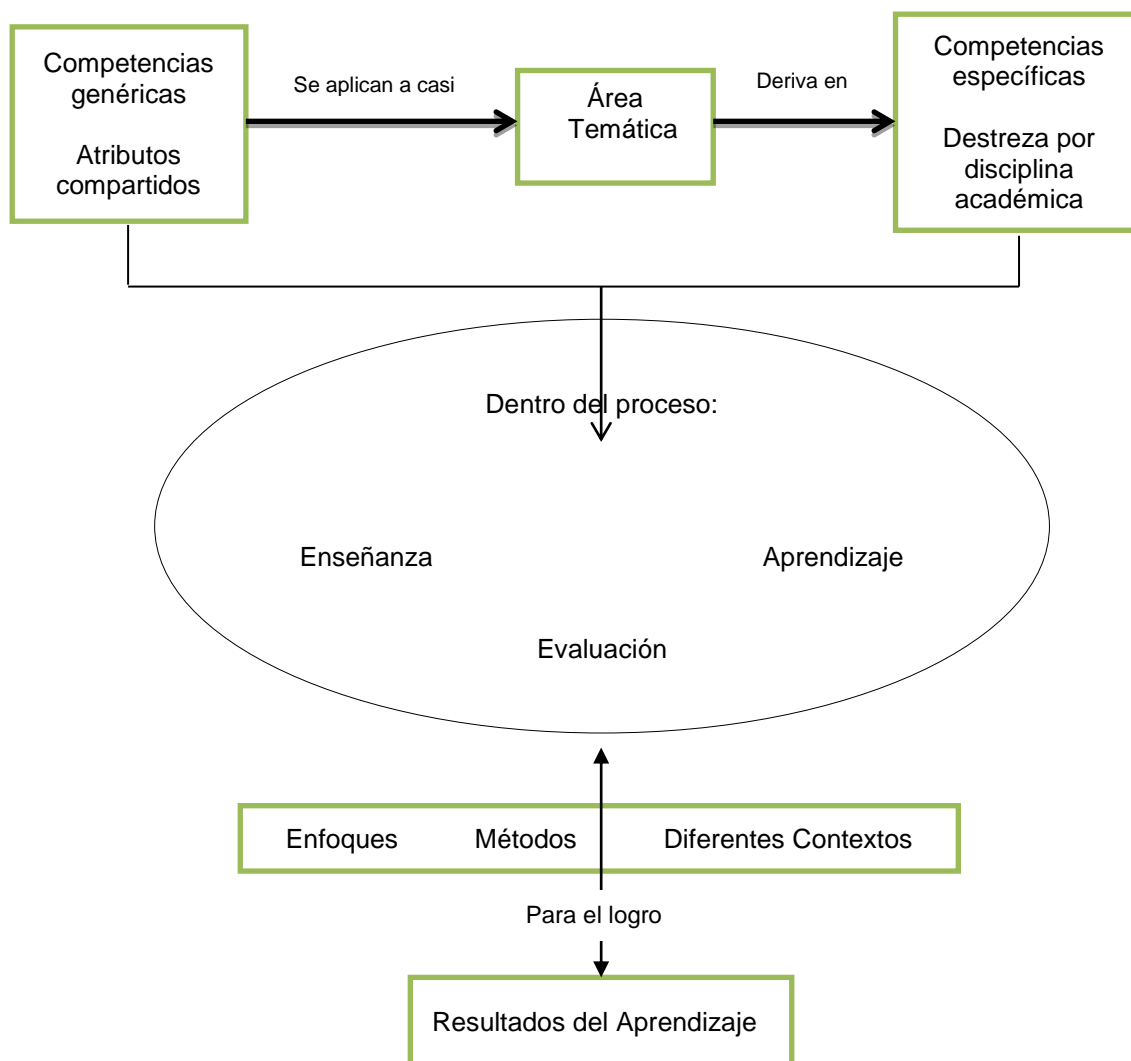 Competencias
genéricas
Atributos
compartidos
Se aplican a casi
Área
Temática
Deriva en
Competencias
específicas
Destreza por
disciplina
académica
Dentro del proceso:
Enseñanza
Aprendizaje
Evaluación
Enfoques Métodos Diferentes Contextos
Para el logro
Resultados del Aprendizaje